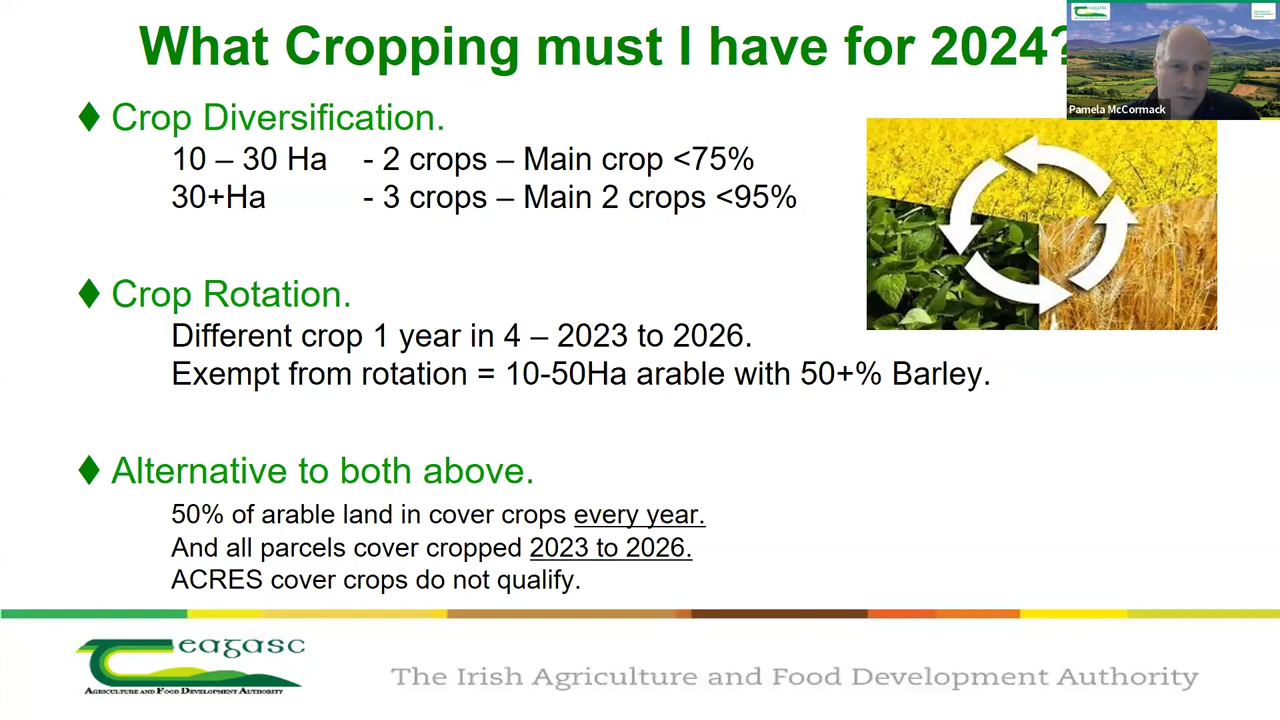 What Cropping must I have for 2024?
Pamela McCormack
♦ Crop Diversification.
10 – 30 Ha - 2 crops – Main crop <75%
30+Ha - 3 crops – Main 2 crops <95%
♦ Crop Rotation.
Different crop 1 year in 4 – 2023 to 2026.
Exempt from rotation = 10-50Ha arable with 50+% Barley.
♦ Alternative to both above.
50% of arable land in cover crops every year.
And all parcels cover cropped 2023 to 2026.
ACRES cover crops do not qualify.
Teagasc
Agriculture and Food Development Authority
The Irish Agriculture and Food Development Authority